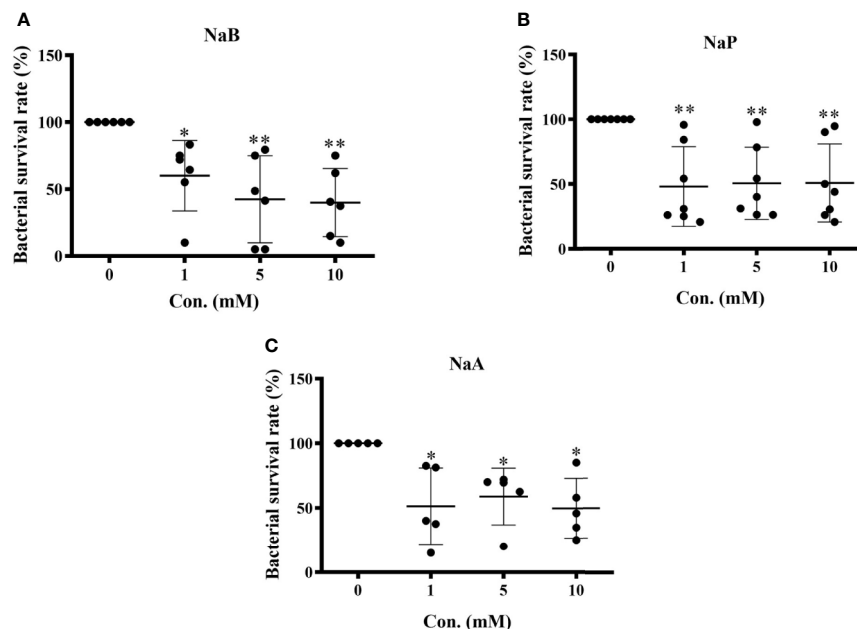 A
NaB
Bacterial survival rate (%)
150
100
50
0
*
**
**
0 1 5 10
Con. (mM)
B
NaP
Bacterial survival rate (%)
150
100
50
0
**
**
**
0 1 5 10
Con. (mM)
C
NaA
Bacterial survival rate (%)
150
100
50
0
*
*
*
0 1 5 10
Con. (mM)